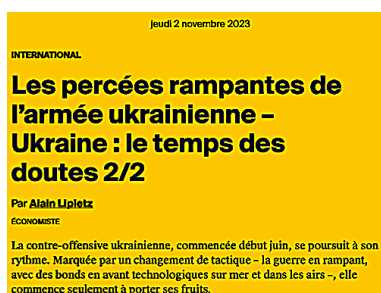 jeudi 2 novembre 2023
INTERNATIONAL
Les percées rampantes de
l'armée ukrainienne –
Ukraine : le temps des
doutes 2/2
Par Alain Lipietz
ÉCONOMISTE
La contre-offensive ukrainienne, commencée début juin, se poursuit à son
rythme. Marquée par un changement de tactique – la guerre en rampant,
avec des bonds en avant technologiques sur mer et dans les airs –, elle
commence seulement à porter ses fruits.